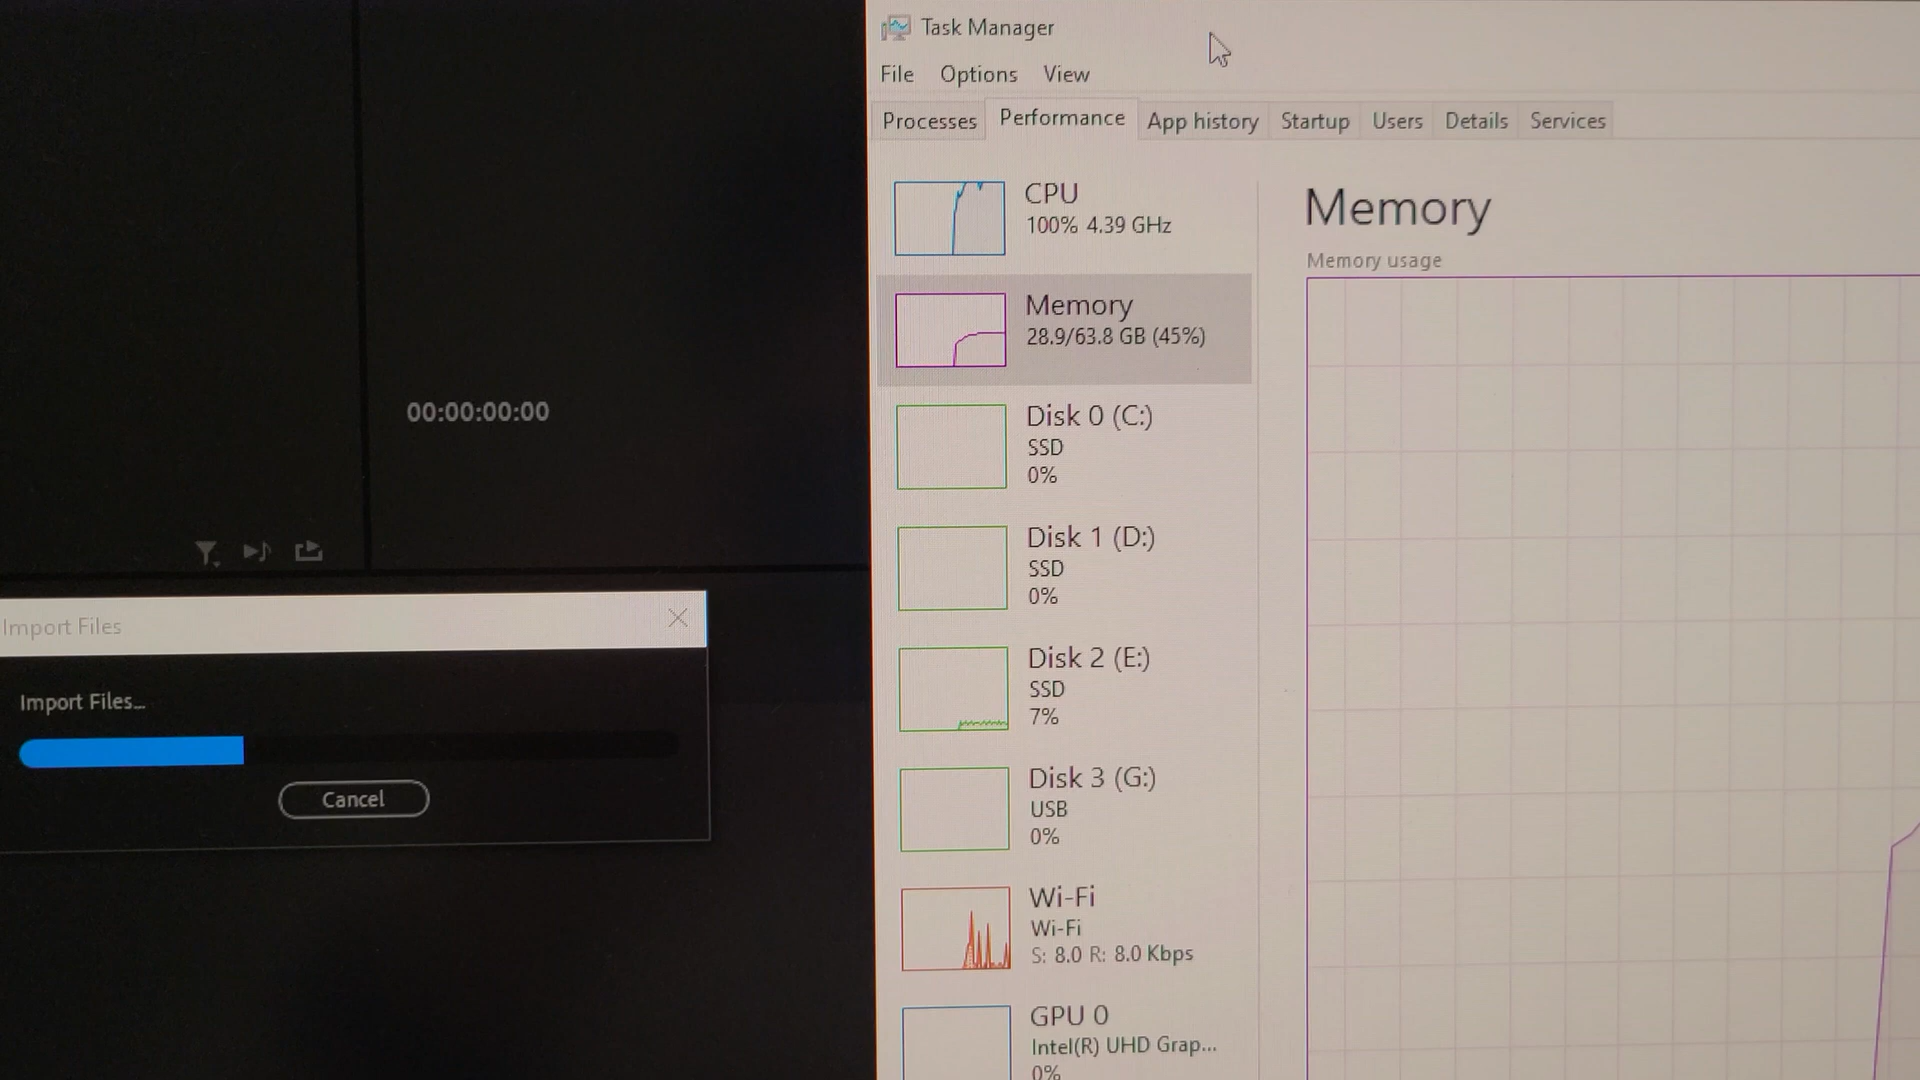 00:00:00:00
Import Files
Import Files...
Cancel
Task Manager
File Options View
Processes Performance App history Startup Users Details Services
CPU
100% 4.39 GHz
Memory
28.9/63.8 GB (45%)
Disk 0 (C:)
SSD
0%
Disk 1 (D:)
SSD
0%
Disk 2 (E:)
SSD
7%
Disk 3 (G:)
USB
0%
Wi-Fi
Wi-Fi
S: 8.0 R: 8.0 Kbps
GPU 0
Intel(R) UHD Grap...
0%
Memory
Memory usage